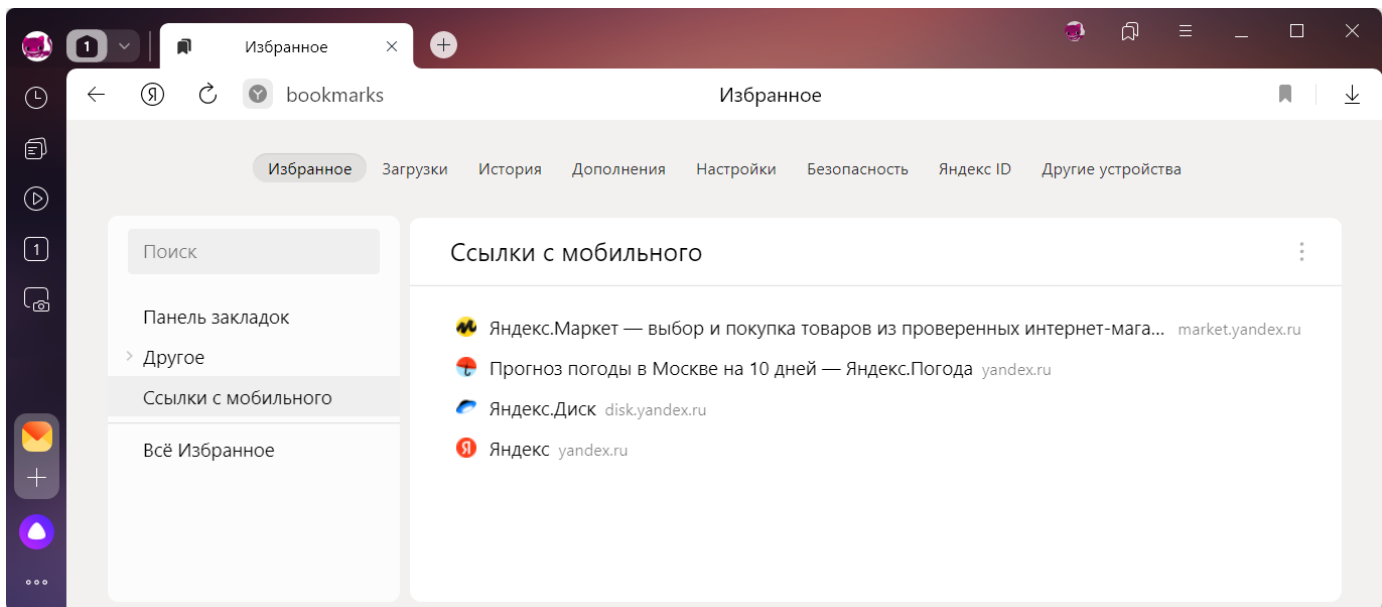 1 Избранное
Я bookmarks Избранное
Избранное Загрузки История Дополнения Настройки Безопасность Яндекс ID Другие устройства
1
Поиск
Панель закладок
Другое
Ссылки с мобильного
Всё Избранное
Ссылки с мобильного
Яндекс.Маркет — выбор и покупка товаров из проверенных интернет-мага... market.yandex.ru
Прогноз погоды в Москве на 10 дней — Яндекс.Погода yandex.ru
Яндекс.Диск disk.yandex.ru
Я Яндекс yandex.ru